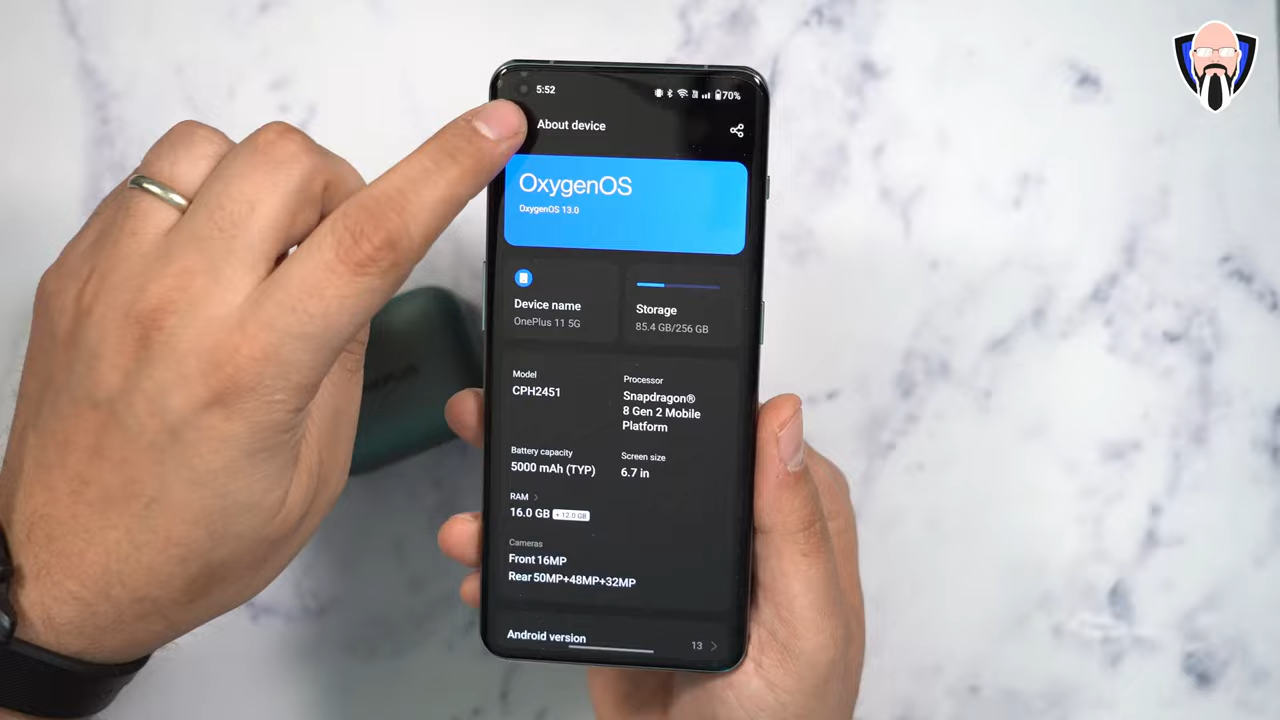 5:52
70%
About device
OxygenOS
OxygenOS 13.0
Device name
OnePlus 11 5G
Storage
85.4 GB/256 GB
Model
CPH2451
Processor
Snapdragon®
8 Gen 2 Mobile
Platform
Battery capacity
5000 mAh (TYP)
Screen size
6.7 in
RAM
16.0 GB + 12.0 GB
Cameras
Front 16MP
Rear 50MP+48MP+32MP
Android version
13